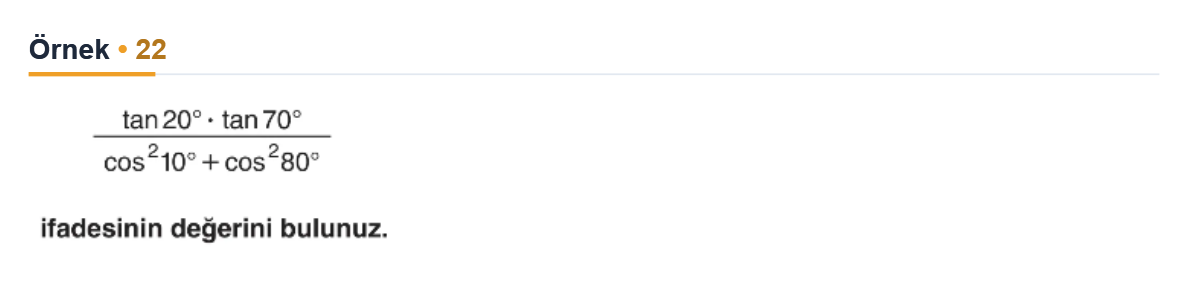 Örnek • 22
tan 20° · tan 70°
cos²10° + cos²80°
ifadesinin değerini bulunuz.